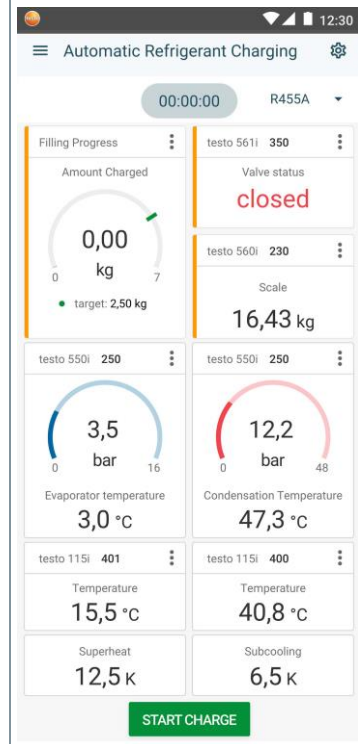 12:30
Automatic Refrigerant Charging
00:00:00
R455A
Filling Progress
Amount Charged
0,00
kg
0
7
target: 2,50 kg
testo 561i 350
Valve status
closed
testo 560i 230
Scale
16,43 kg
testo 550i 250
3,5
bar
0
16
Evaporator temperature
3,0 °C
testo 550i 250
12,2
bar
0
48
Condensation Temperature
47,3 °C
testo 115i 401
Temperature
15,5 °C
testo 115i 400
Temperature
40,8 °C
Superheat
12,5 K
Subcooling
6,5 K
START CHARGE